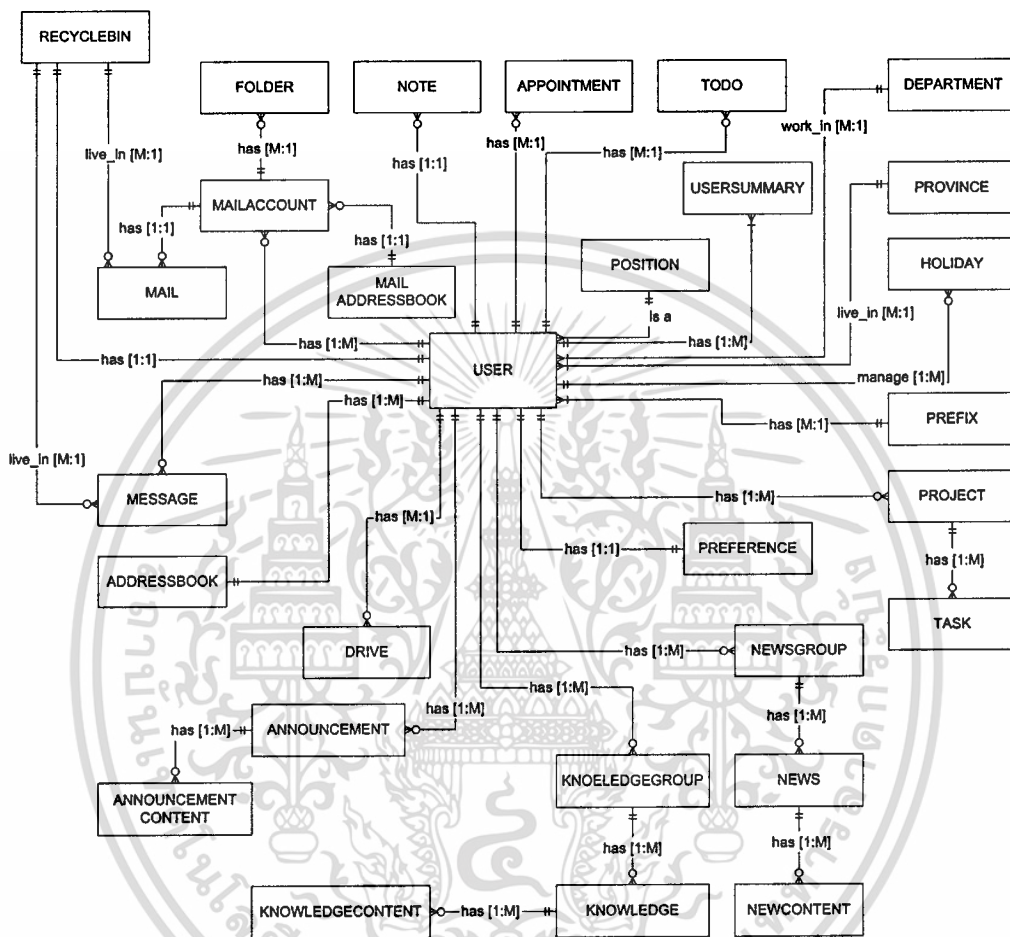 RECYCLEBIN
FOLDER
NOTE
APPOINTMENT
TODO
DEPARTMENT
work_in [M:1]
live_in [M:1]
has [M:1]
has [1:1]
has [M:1]
has [M:1]
USERSUMMARY
PROVINCE
MAILACCOUNT
has [1:1]
has [1:1]
POSITION
HOLIDAY
MAIL
MAIL
ADDRESSBOOK
is a
live_in [M:1]
has [1:M]
has [1:M]
has [1:1]
USER
manage [1:M]
has [1:M]
has [1:M]
has [M:1]
PREFIX
live_in [M:1]
MESSAGE
has [1:M]
PROJECT
has [M:1]
has [1:1]
PREFERENCE
has [1:M]
ADDRESSBOOK
DRIVE
has [1:M]
NEWSGROUP
TASK
has [1:M]
has [1:M]
has [1:M]
ANNOUNCEMENT
has [1:M]
ANNOUNCEMENT
CONTENT
KNOELEDGEGROUP
NEWS
has [1:M]
has [1:M]
KNOWLEDGECONTENT
has [1:M]
KNOWLEDGE
NEWCONTENT